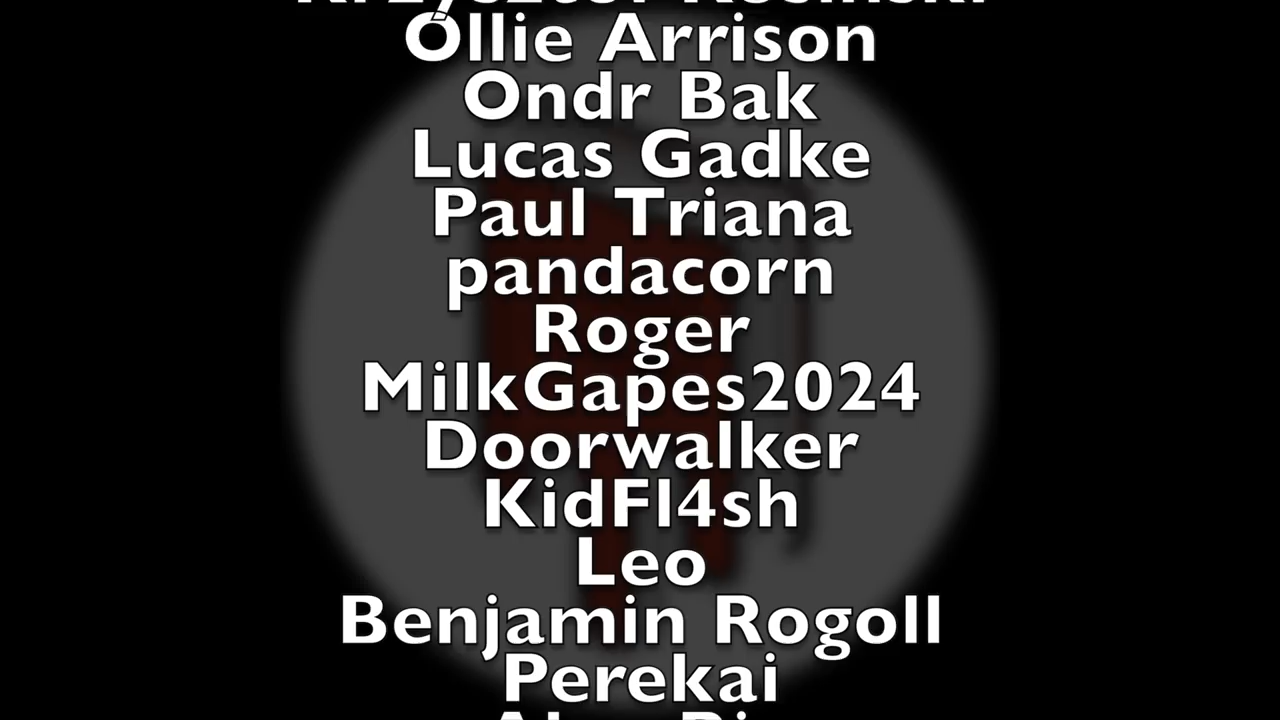 Ollie Arrison
Ondr Bak
Lucas Gadke
Paul Triana
pandacorn
Roger
MilkGapes2024
Doorwalker
KidFl4sh
Leo
Benjamin Rogoll
Perekai